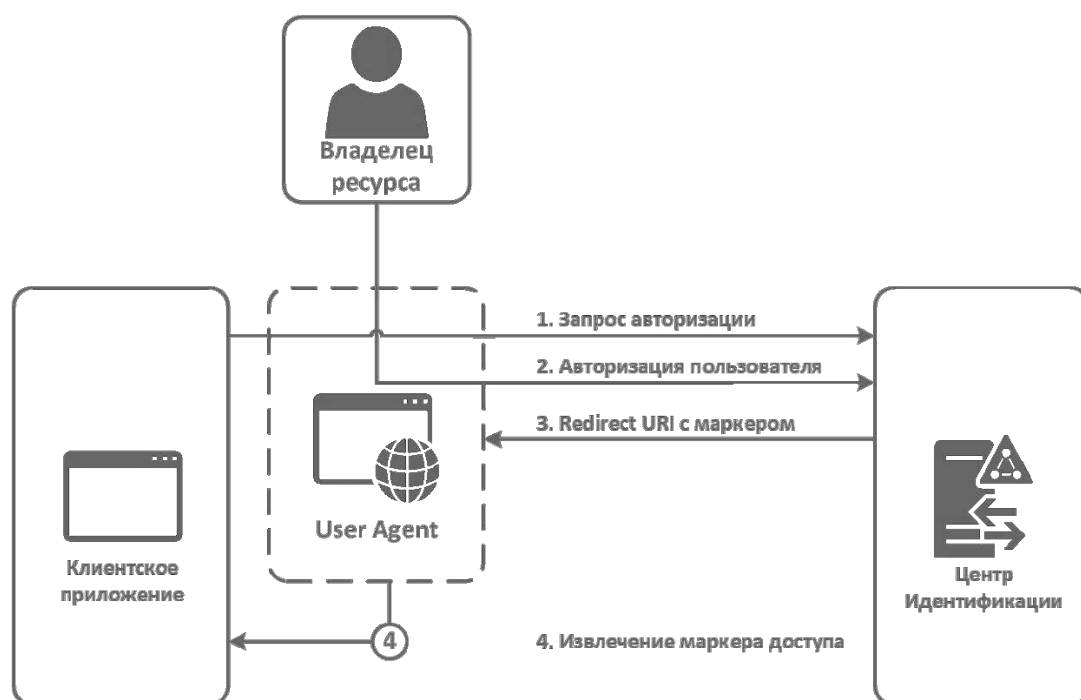 Владелец
ресурса
1. Запрос авторизации
2. Авторизация пользователя
3. Redirect URI с маркером
User Agent
Клиентское
приложение
Центр
Идентификации
4
4. Извлечение маркера доступа